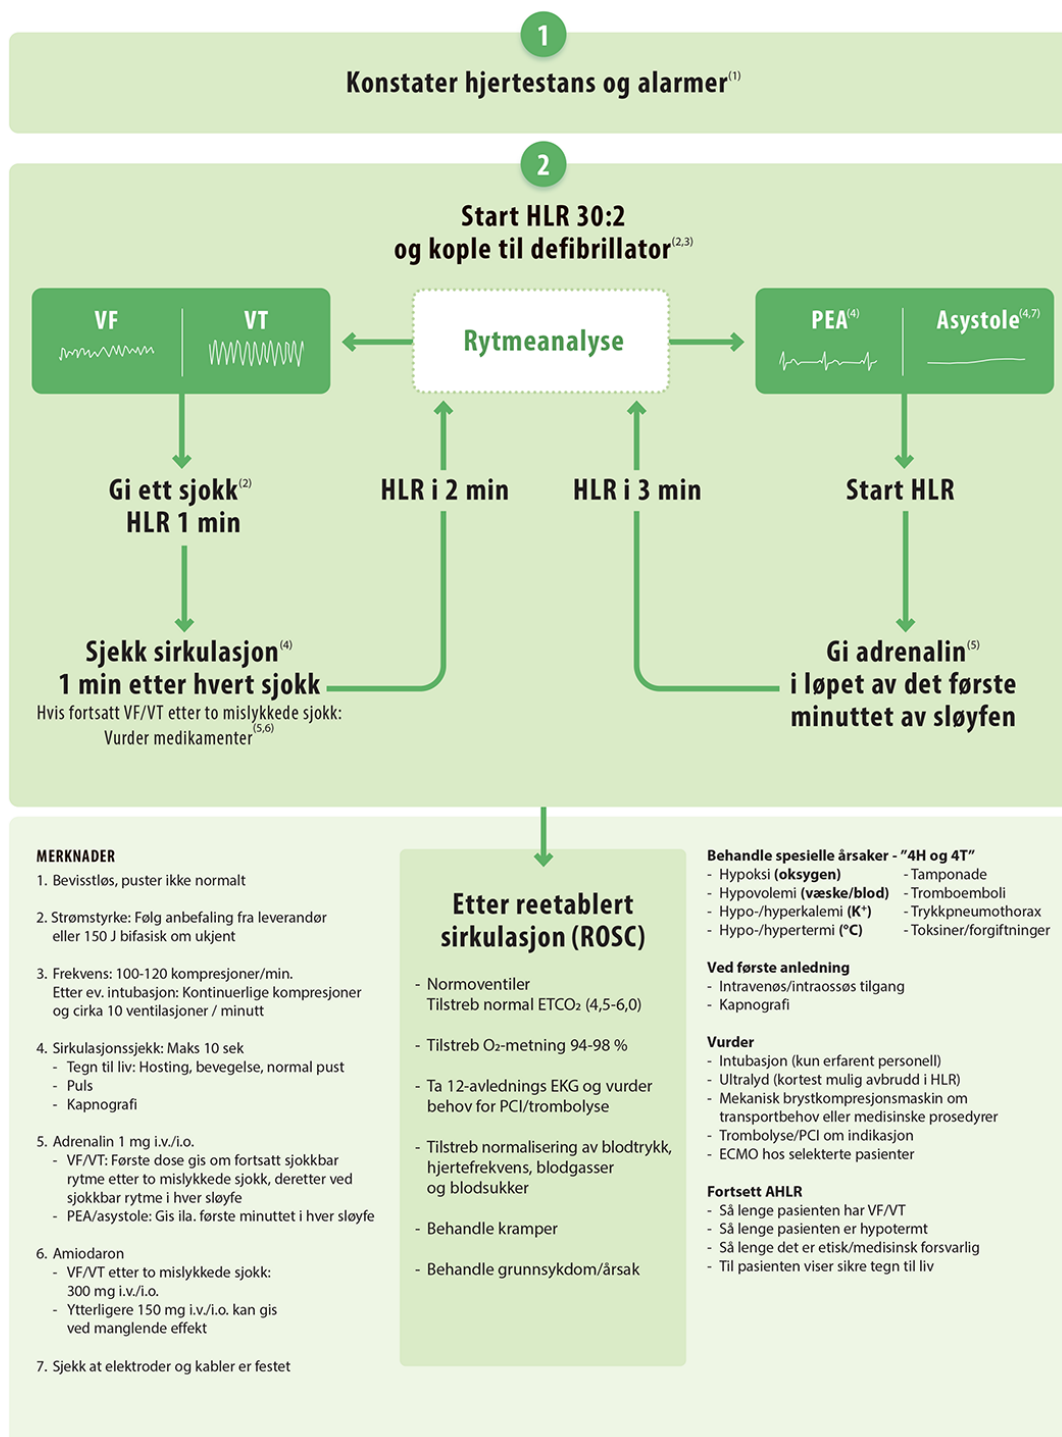 1
Konstater hjertestans og alarmer(1)
2
Start HLR 30:2
og kople til defibrillator(2,3)
VF
VT
Rytmeanalyse
PEA(4)
Asystole(4,7)
Gi ett sjokk(2)
HLR 1 min
HLR i 2 min
HLR i 3 min
Start HLR
Sjekk sirkulasjon(4)
1 min etter hvert sjokk
Hvis fortsatt VF/VT etter to mislykkede sjokk:
Vurder medikamenter(5,6)
Gi adrenalin(5)
i løpet av det første
minuttet av sløyfen
MERKNADER
1. Bevisstløs, puster ikke normalt
2. Strømstyrke: Følg anbefaling fra leverandør
eller 150 J bifasisk om ukjent
3. Frekvens: 100-120 kompresjoner/min.
Etter ev. intubasjon: Kontinuerlige kompresjoner
og cirka 10 ventilasjoner / minutt
4. Sirkulasjonssjekk: Maks 10 sek
- Tegn til liv: Hosting, bevegelse, normal pust
- Puls
- Kapnografi
5. Adrenalin 1 mg i.v./i.o.
- VF/VT: Første dose gis om fortsatt sjokkbar
rytme etter to mislykkede sjokk, deretter ved
sjokkbar rytme i hver sløyfe
- PEA/asystole: Gis ila. første minuttet i hver sløyfe
6. Amiodaron
- VF/VT etter to mislykkede sjokk:
300 mg i.v./i.o.
- Ytterligere 150 mg i.v./i.o. kan gis
ved manglende effekt
7. Sjekk at elektroder og kabler er festet
Etter reetablert
sirkulasjon (ROSC)
- Normoventiler
Tilstreb normal ETCO₂ (4,5-6,0)
- Tilstreb O₂-metning 94-98 %
- Ta 12-avlednings EKG og vurder
behov for PCI/trombolyse
- Tilstreb normalisering av blodtrykk,
hjertefrekvens, blodgasser
og blodsukker
- Behandle kramper
- Behandle grunnsykdom/årsak
Behandle spesielle årsaker - ”4H og 4T”
- Hypoksi (oksygen)
- Hypovolemi (væske/blod)
- Hypo-/hyperkalemi (K⁺)
- Hypo-/hypertermi (°C)
- Tamponade
- Tromboemboli
- Trykkpneumothorax
- Toksiner/forgiftninger
Ved første anledning
- Intravenøs/intraossøs tilgang
- Kapnografi
Vurder
- Intubasjon (kun erfarent personell)
- Ultralyd (kortest mulig avbrudd i HLR)
- Mekanisk brystkompresjonsmaskin om
transportbehov eller medisinske prosedyrer
- Trombolyse/PCI om indikasjon
- ECMO hos selekterte pasienter
Fortsett AHLR
- Så lenge pasienten har VF/VT
- Så lenge pasienten er hypotermt
- Så lenge det er etisk/medisinsk forsvarlig
- Til pasienten viser sikre tegn til liv